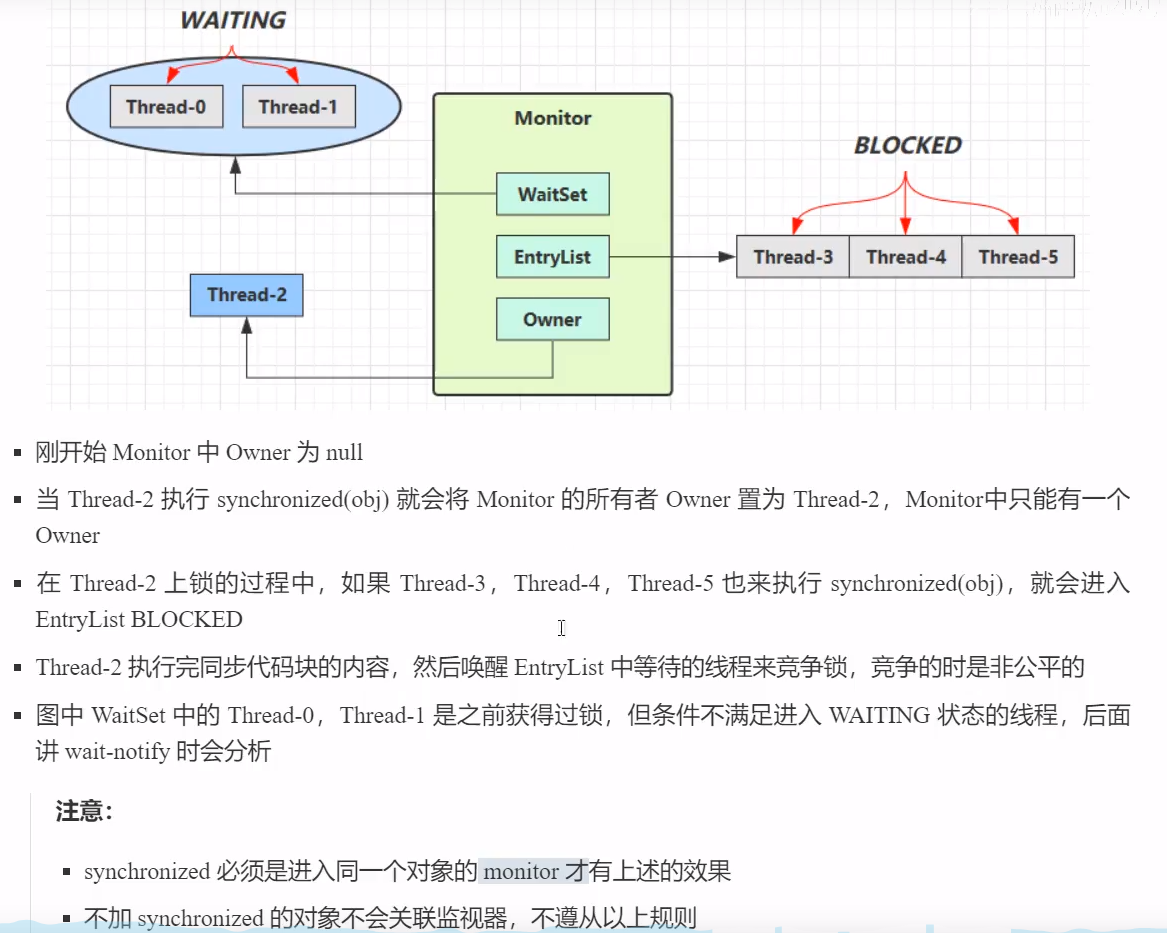 WAITING
Thread-0 Thread-1
Monitor
BLOCKED
WaitSet
EntryList
Thread-3 Thread-4 Thread-5
Thread-2
Owner
刚开始 Monitor 中 Owner 为 null
当 Thread-2 执行 synchronized(obj) 就会将 Monitor 的所有者 Owner 置为 Thread-2，Monitor中只能有一个
Owner
在 Thread-2 上锁的过程中，如果 Thread-3，Thread-4，Thread-5 也来执行 synchronized(obj)，就会进入
EntryList BLOCKED
Thread-2 执行完同步代码块的内容，然后唤醒 EntryList 中等待的线程来竞争锁，竞争的时是非公平的
图中 WaitSet 中的 Thread-0，Thread-1 是之前获得过锁，但条件不满足进入 WAITING 状态的线程，后面
讲 wait-notify 时会分析
注意：
synchronized 必须是进入同一个对象的 monitor 才有上述的效果
不加 synchronized 的对象不会关联监视器，不遵从以上规则